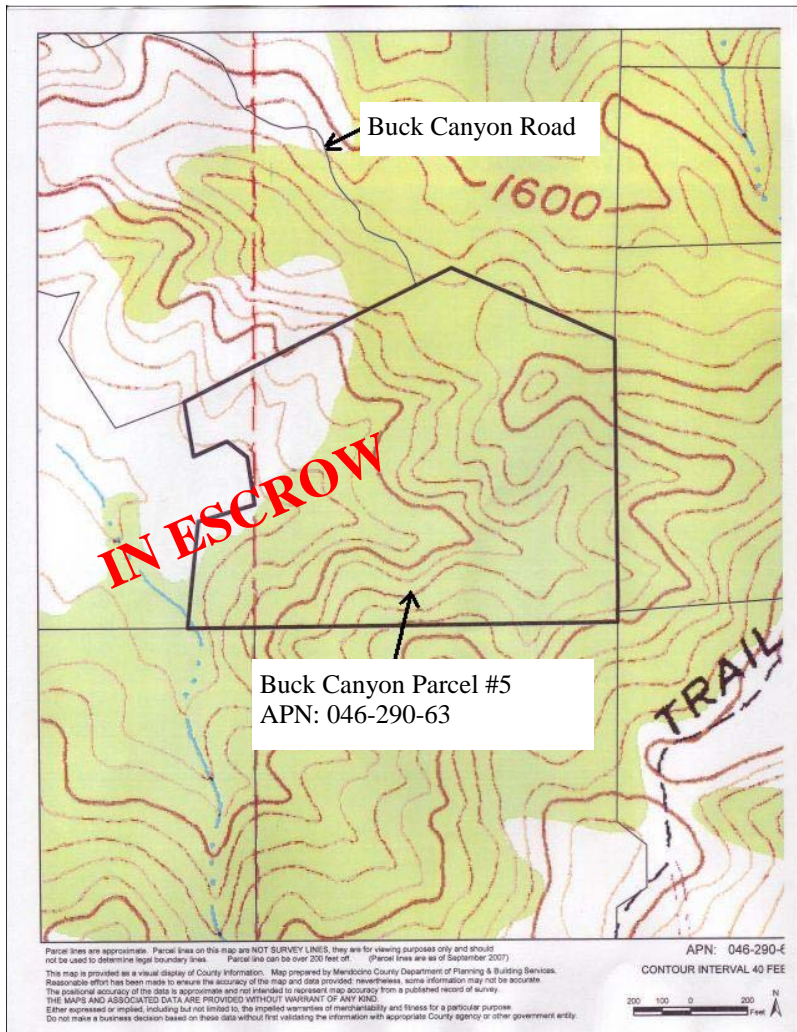 Buck Canyon Road
1600
IN ESCROW
Buck Canyon Parcel #5
APN: 046-290-63
TRAIL
Parcel lines are approximate. Parcel lines on this map are NOT SURVEY LINES, they are for viewing purposes only and should
not be used to determine legal boundary lines. Parcel line can be over 200 feet off. (Parcel lines are as of September 2007)
This map is provided as a visual display of County Information. Map prepared by Mendocino County Department of Planning & Building Services.
Reasonable effort has been made to ensure the accuracy of the map and data provided; nevertheless, some information may not be accurate.
The positional accuracy of the data is approximate and not intended to represent map accuracy from a published record of survey.
THE MAPS AND ASSOCIATED DATA ARE PROVIDED WITHOUT WARRANT OF ANY KIND.
Either expressed or implied, including but not limited to, the impelled warranties of merchantability and fitness for a particular purpose.
Do not make a business decision based on these data without first validating the information with appropriate County agency or other government entity.
APN: 046-290-6
CONTOUR INTERVAL 40 FEE
200 100 0 200
Feet
N